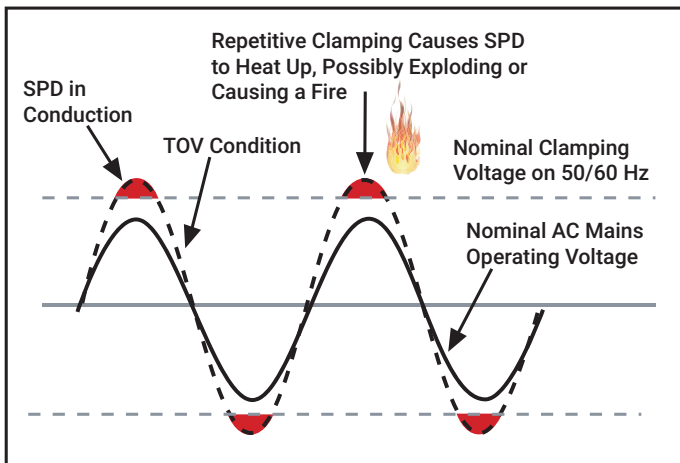 Repetitive Clamping Causes SPD
to Heat Up, Possibly Exploding or
Causing a Fire
SPD in
Conduction
TOV Condition
Nominal Clamping
Voltage on 50/60 Hz
Nominal AC Mains
Operating Voltage